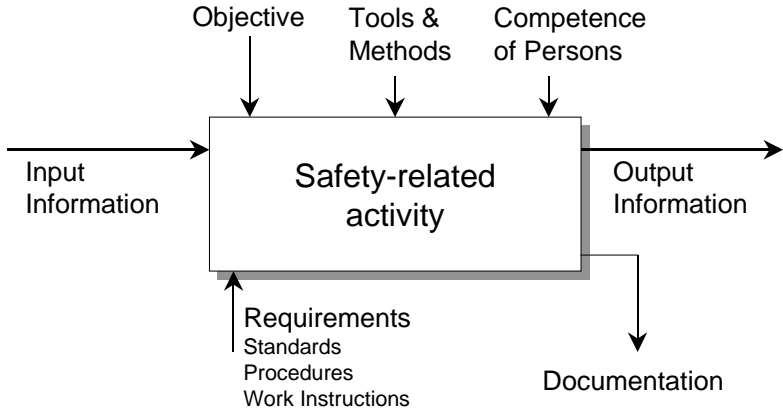 Objective
Tools &
Methods
Competence
of Persons
Input
Information
Safety-related
activity
Output
Information
Requirements
Standards
Procedures
Work Instructions
Documentation